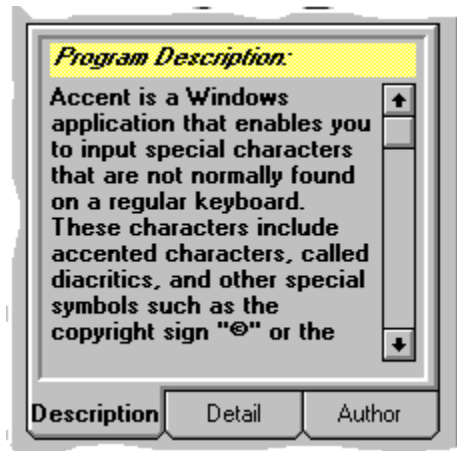 Program Description:
Accent is a Windows
application that enables you
to input special characters
that are not normally found
on a regular keyboard.
These characters include
accented characters, called
diacritics, and other special
symbols such as the
copyright sign "©" or the
Description
Detail
Author